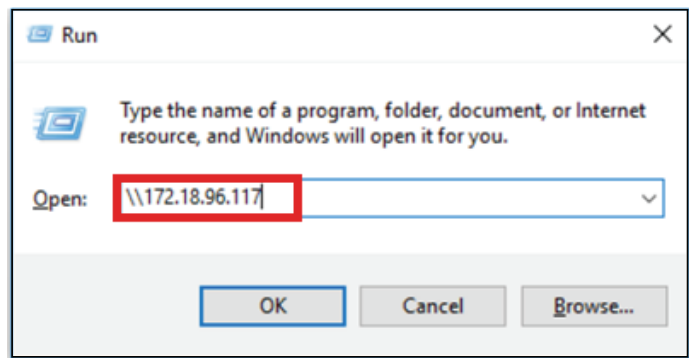 Run
Type the name of a program, folder, document, or Internet
resource, and Windows will open it for you.
Open: \\172.18.96.117
OK Cancel Browse...